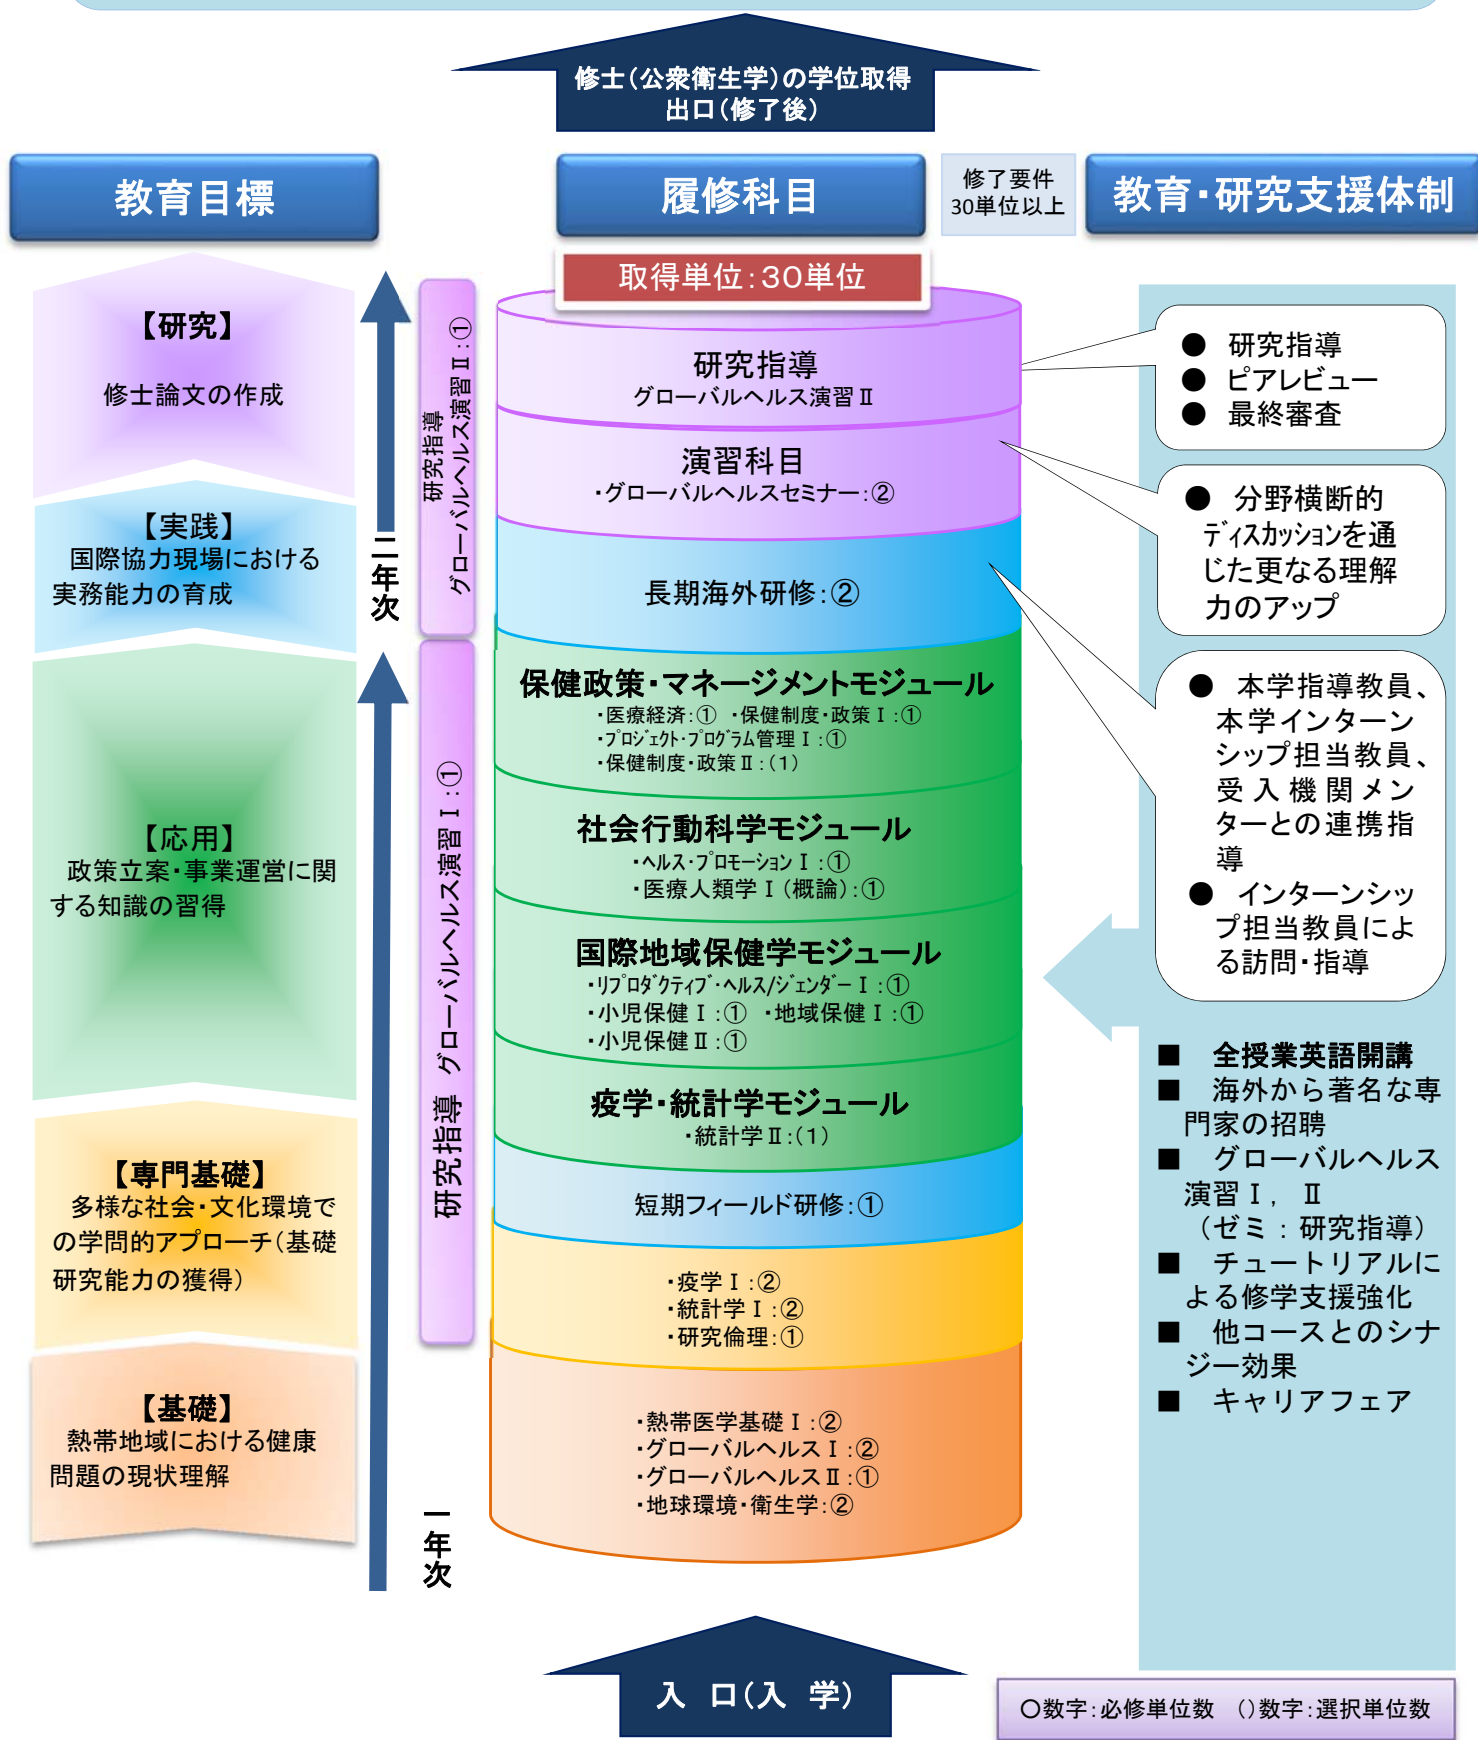 修士（公衆衛生学）の学位取得
出口（修了後）
教育目標
履修科目
修了要件
30単位以上
教育・研究支援体制
取得単位：30単位
【研究】
修士論文の作成
【実践】
国際協力現場における
実務能力の育成
【応用】
政策立案・事業運営に関
する知識の習得
【専門基礎】
多様な社会・文化環境で
の学問的アプローチ（基礎
研究能力の獲得）
【基礎】
熱帯地域における健康
問題の現状理解
二年次
一年次
研究指導
グローバルヘルス演習Ⅱ：①
研究指導　グローバルヘルス演習Ⅰ：①
研究指導
グローバルヘルス演習Ⅱ
演習科目
・グローバルヘルスセミナー：②
長期海外研修：②
保健政策・マネージメントモジュール
・医療経済：①　・保健制度・政策Ⅰ：①
・プロジェクト・プログラム管理Ⅰ：①
・保健制度・政策Ⅱ：(1)
社会行動科学モジュール
・ヘルス・プロモーションⅠ：①
・医療人類学Ⅰ（概論）：①
国際地域保健学モジュール
・リプロダクティブ・ヘルス/ジェンダーⅠ：①
・小児保健Ⅰ：①　・地域保健Ⅰ：①
・小児保健Ⅱ：①
疫学・統計学モジュール
・統計学Ⅱ：(1)
短期フィールド研修：①
・疫学Ⅰ：②
・統計学Ⅰ：②
・研究倫理：①
・熱帯医学基礎Ⅰ：②
・グローバルヘルスⅠ：②
・グローバルヘルスⅡ：①
・地球環境・衛生学：②
●　研究指導
●　ピアレビュー
●　最終審査
●　分野横断的
ディスカッションを通
じた更なる理解
力のアップ
●　本学指導教員、
本学インターン
シップ担当教員、
受入機関メン
ターとの連携指
導
●　インターンシッ
プ担当教員によ
る訪問・指導
■　全授業英語開講
■　海外から著名な専
門家の招聘
■　グローバルヘルス
演習Ⅰ，Ⅱ
（ゼミ：研究指導）
■　チュートリアルに
よる修学支援強化
■　他コースとのシナ
ジー効果
■　キャリアフェア
入　口（入　学）
○数字：必修単位数　（）数字：選択単位数